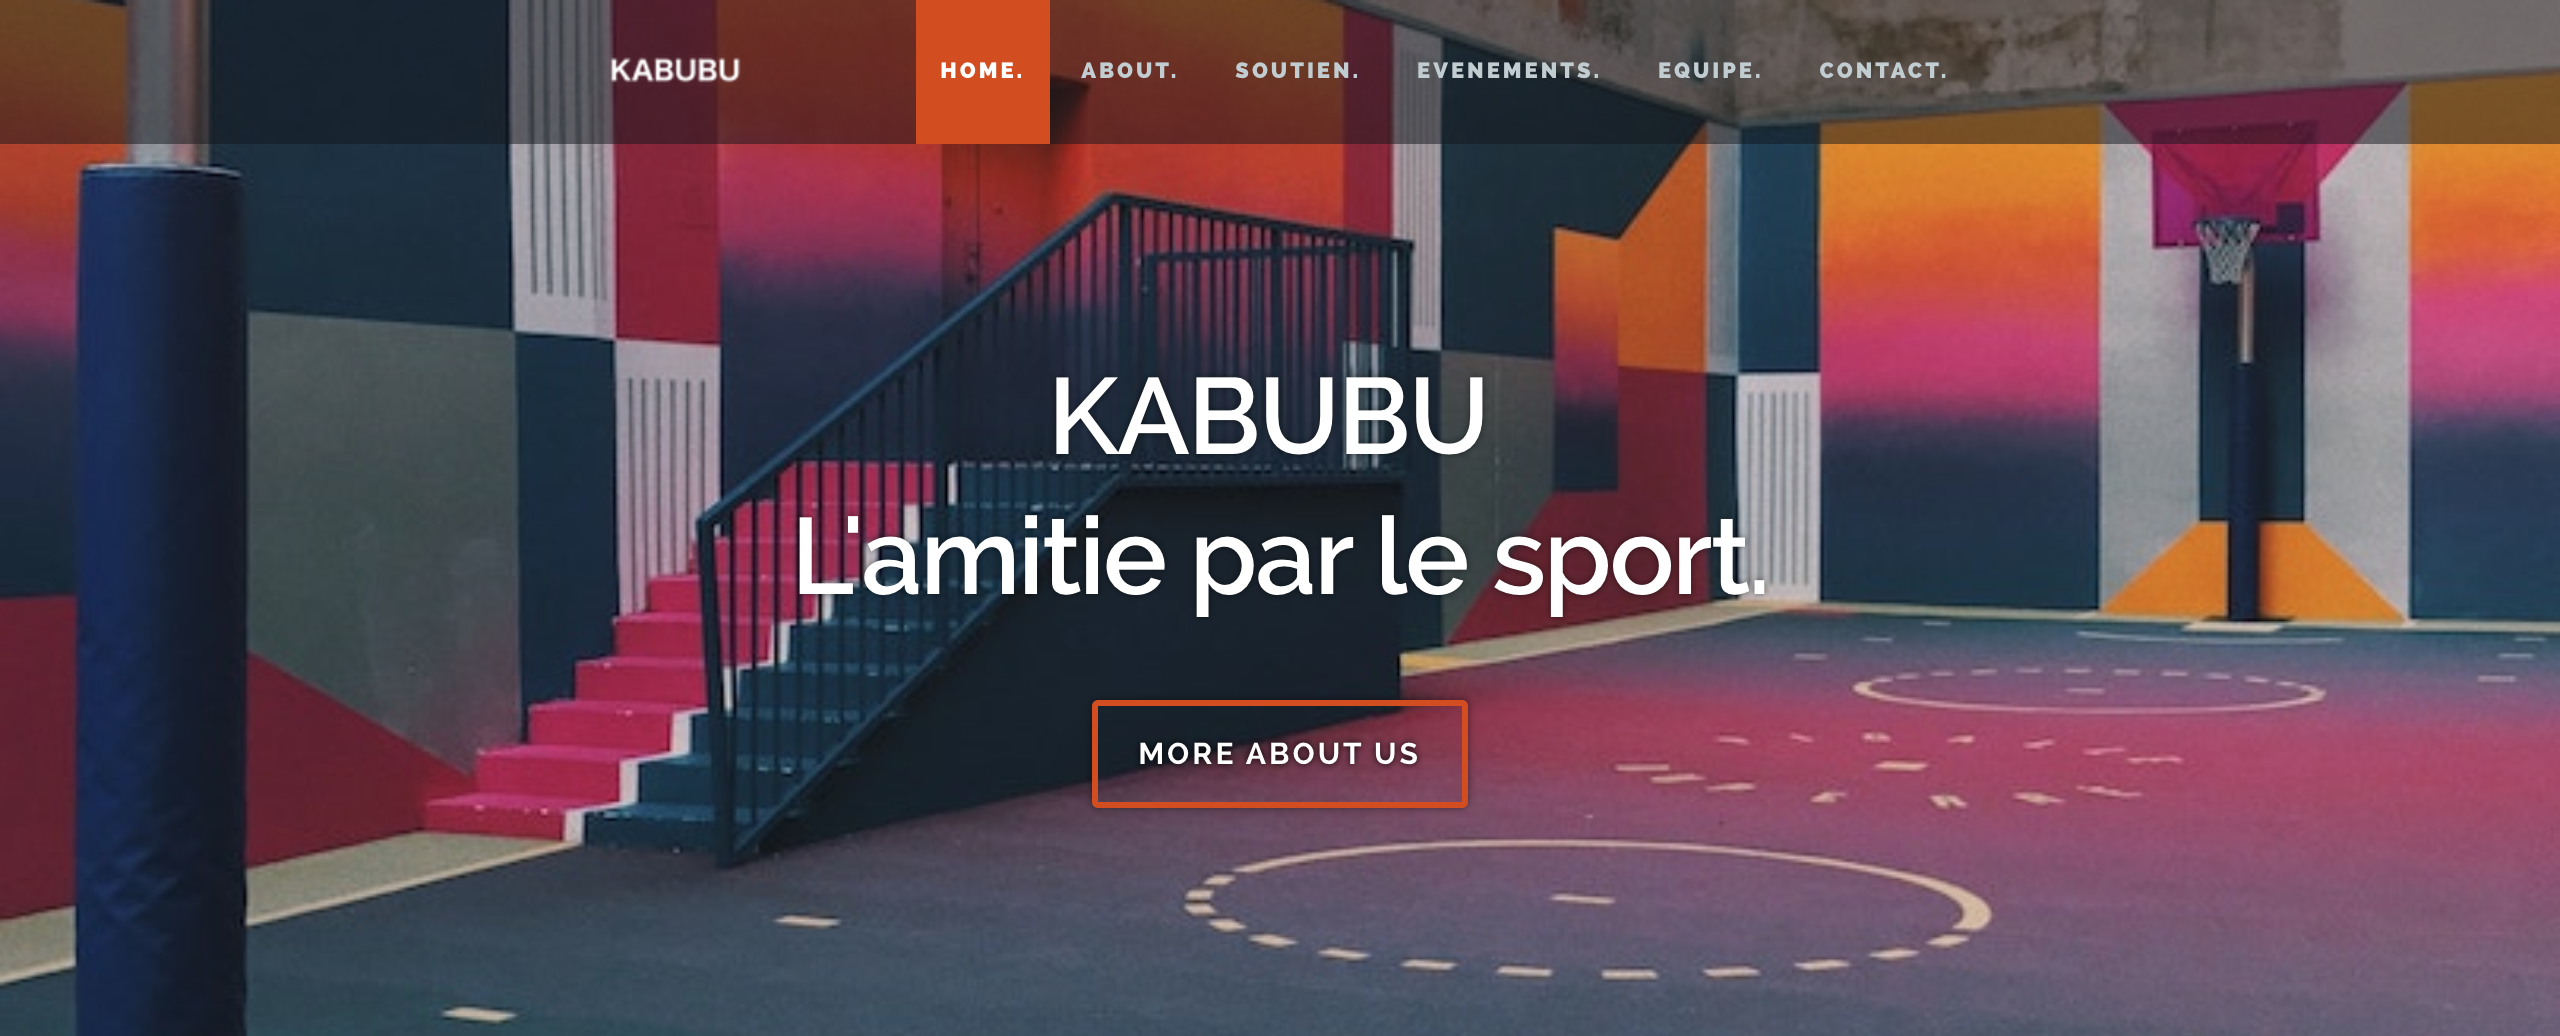 KABUBU
HOME. ABOUT. SOUTIEN. EVENEMENTS. EQUIPE. CONTACT.
KABUBU
L'amitie par le sport.
MORE ABOUT US